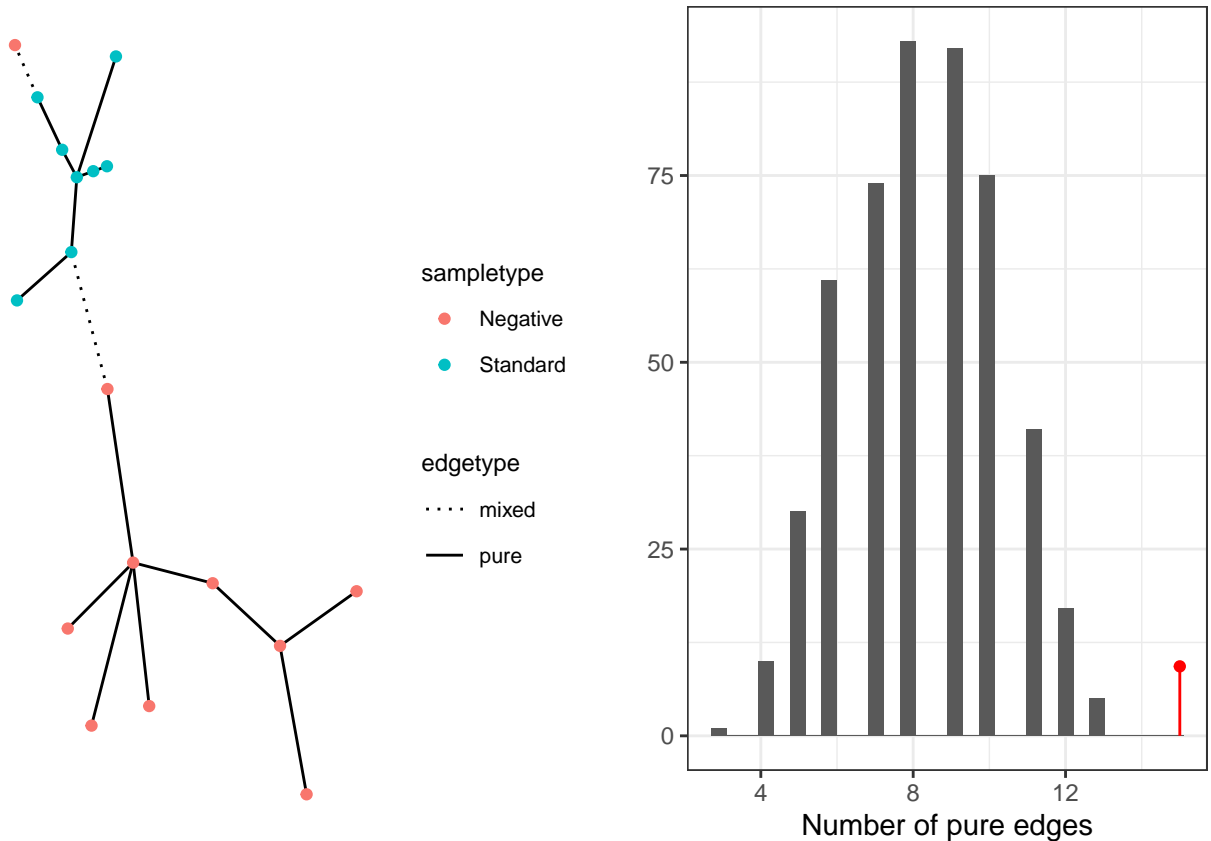 sampletype
Negative
Standard
edgetype
mixed
pure
75
50
25
0
4 8 12
Number of pure edges